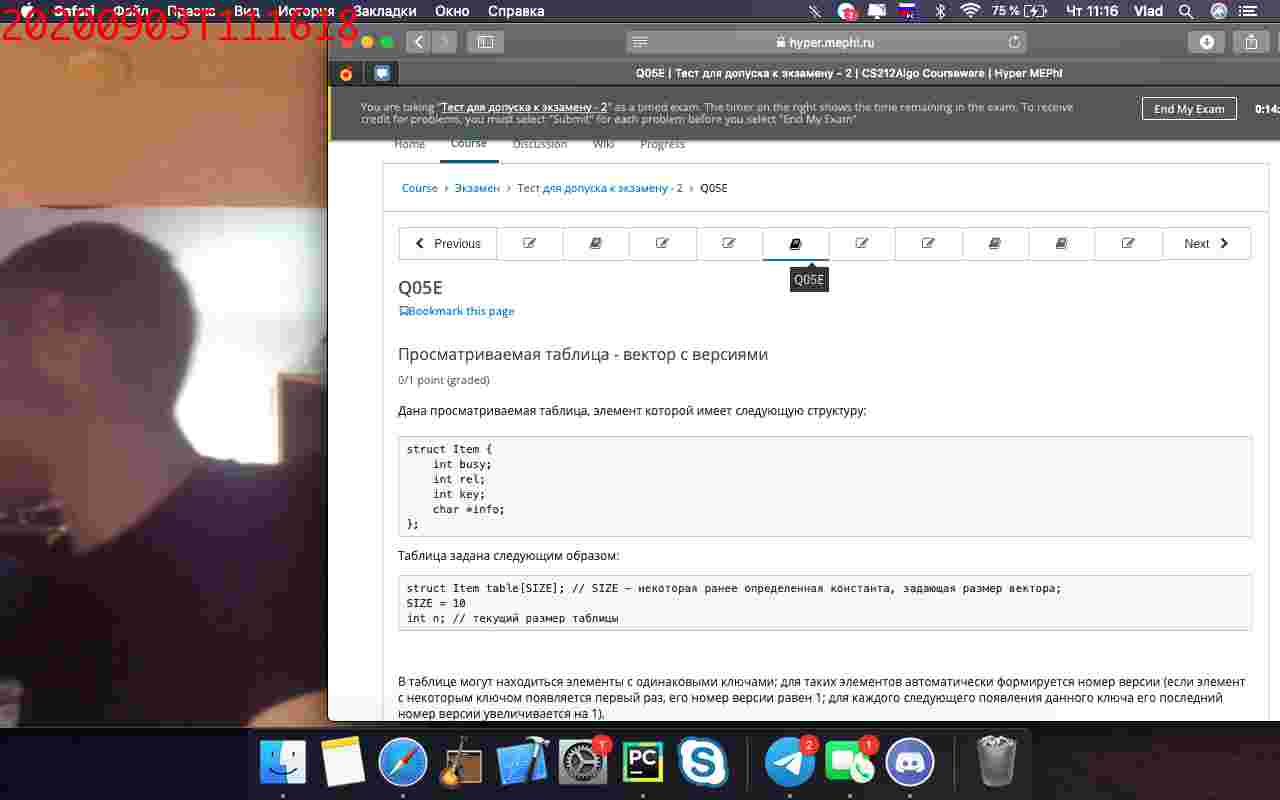 Safari Файл Правка Вид История Закладки Окно Справка 75 % Чт 11:16 Vlad
20200903T111618
hyper.mephi.ru
Q05E | Тест для допуска к экзамену – 2 | CS212Algo Courseware | Hyper MEPhI
You are taking "Тест для допуска к экзамену - 2" as a timed exam. The timer on the right shows the time remaining in the exam. To receive
credit for problems, you must select "Submit" for each problem before you select "End My Exam"
End My Exam
0:14:
Home Course Discussion Wiki Progress
Course › Экзамен › Тест для допуска к экзамену - 2 › Q05E
Previous Next
Q05E
Q05E
Bookmark this page
Просматриваемая таблица - вектор с версиями
0/1 point (graded)
Дана просматриваемая таблица, элемент которой имеет следующую структуру:
struct Item {
int busy;
int rel;
int key;
char *info;
};
Таблица задана следующим образом:
struct Item table[SIZE]; // SIZE – некоторая ранее определенная константа, задающая размер вектора;
SIZE = 10
int n; // текущий размер таблицы
В таблице могут находиться элементы с одинаковыми ключами; для таких элементов автоматически формируется номер версии (если элемент
с некоторым ключом появляется первый раз, его номер версии равен 1; для каждого следующего появления данного ключа его последний
номер версии увеличивается на 1).
1 PC 2 1